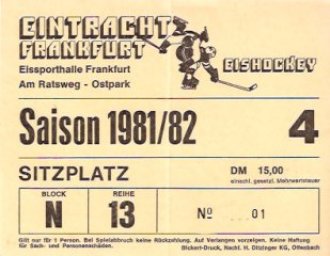 EINTRACHT
FRANKFURT
Eissporthalle Frankfurt
Am Ratsweg - Ostpark
EISHOCKEY
Saison 1981/82
4
SITZPLATZ
DM 15,00
einschl. gesetzl. Mehrwertsteuer
BLOCK
N
REIHE
13
No ...01
Gilt nur für 1 Person. Bei Spielabbruch keine Rückzahlung. Auf Verlangen vorzeigen. Keine Haftung
für Sach- und Personenschäden.
Bickert-Druck, Nachf. H. Ditzinger KG, Offenbach